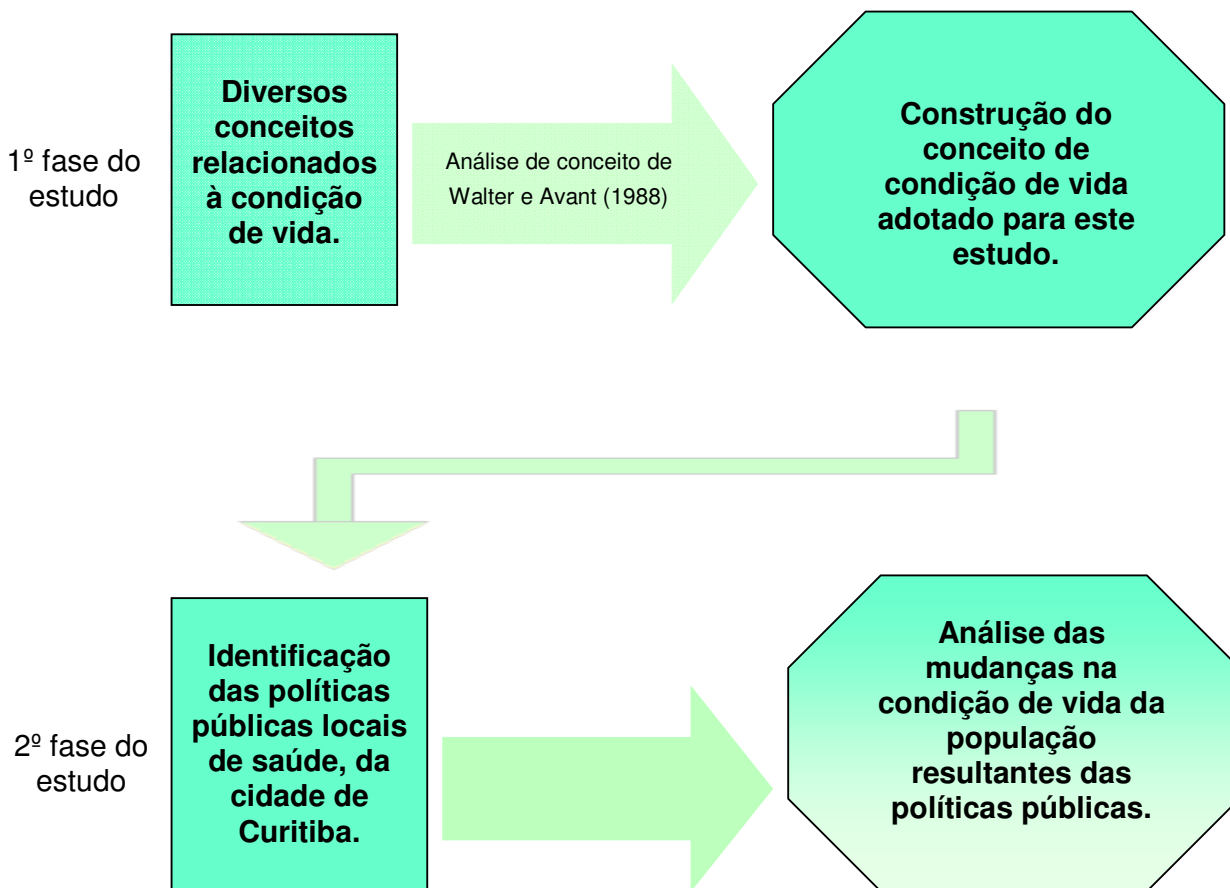 1º fase do
estudo
Diversos
conceitos
relacionados
à condição
de vida.
Análise de conceito de
Walter e Avant (1988)
Construção do
conceito de
condição de vida
adotado para este
estudo.
2º fase do
estudo
Identificação
das políticas
públicas locais
de saúde, da
cidade de
Curitiba.
Análise das
mudanças na
condição de vida da
população
resultantes das
políticas públicas.